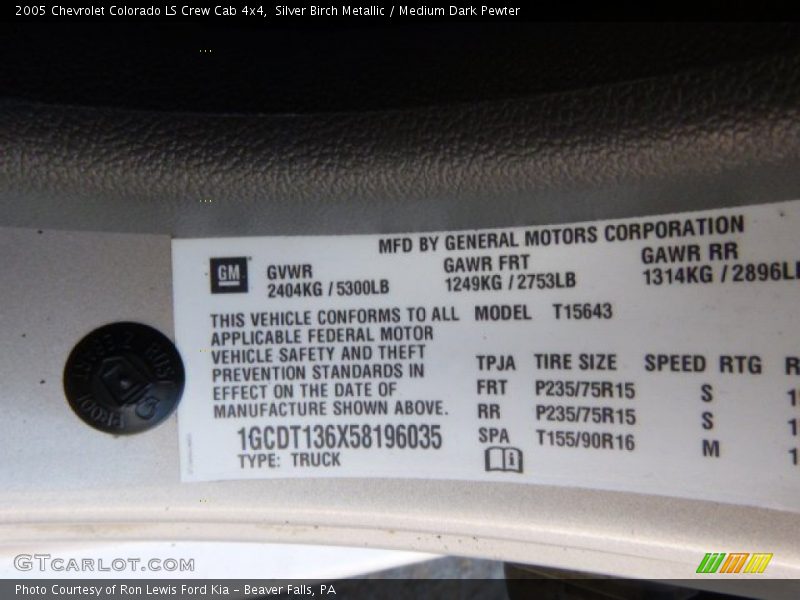 2005 Chevrolet Colorado LS Crew Cab 4x4,  Silver Birch Metallic / Medium Dark Pewter
MFD BY GENERAL MOTORS CORPORATION
GM
GVWR
2404KG / 5300LB
GAWR FRT
1249KG / 2753LB
GAWR RR
1314KG / 2896L
THIS VEHICLE CONFORMS TO ALL
APPLICABLE FEDERAL MOTOR
VEHICLE SAFETY AND THEFT
PREVENTION STANDARDS IN
EFFECT ON THE DATE OF
MANUFACTURE SHOWN ABOVE.
1GCDT136X58196035
TYPE: TRUCK
MODEL T15643
TPJA TIRE SIZE SPEED RTG R
FRT P235/75R15 S 1
RR P235/75R15 S 1
SPA T155/90R16 M 1
GTCARLOT.COM
Photo Courtesy of Ron Lewis Ford Kia – Beaver Falls, PA